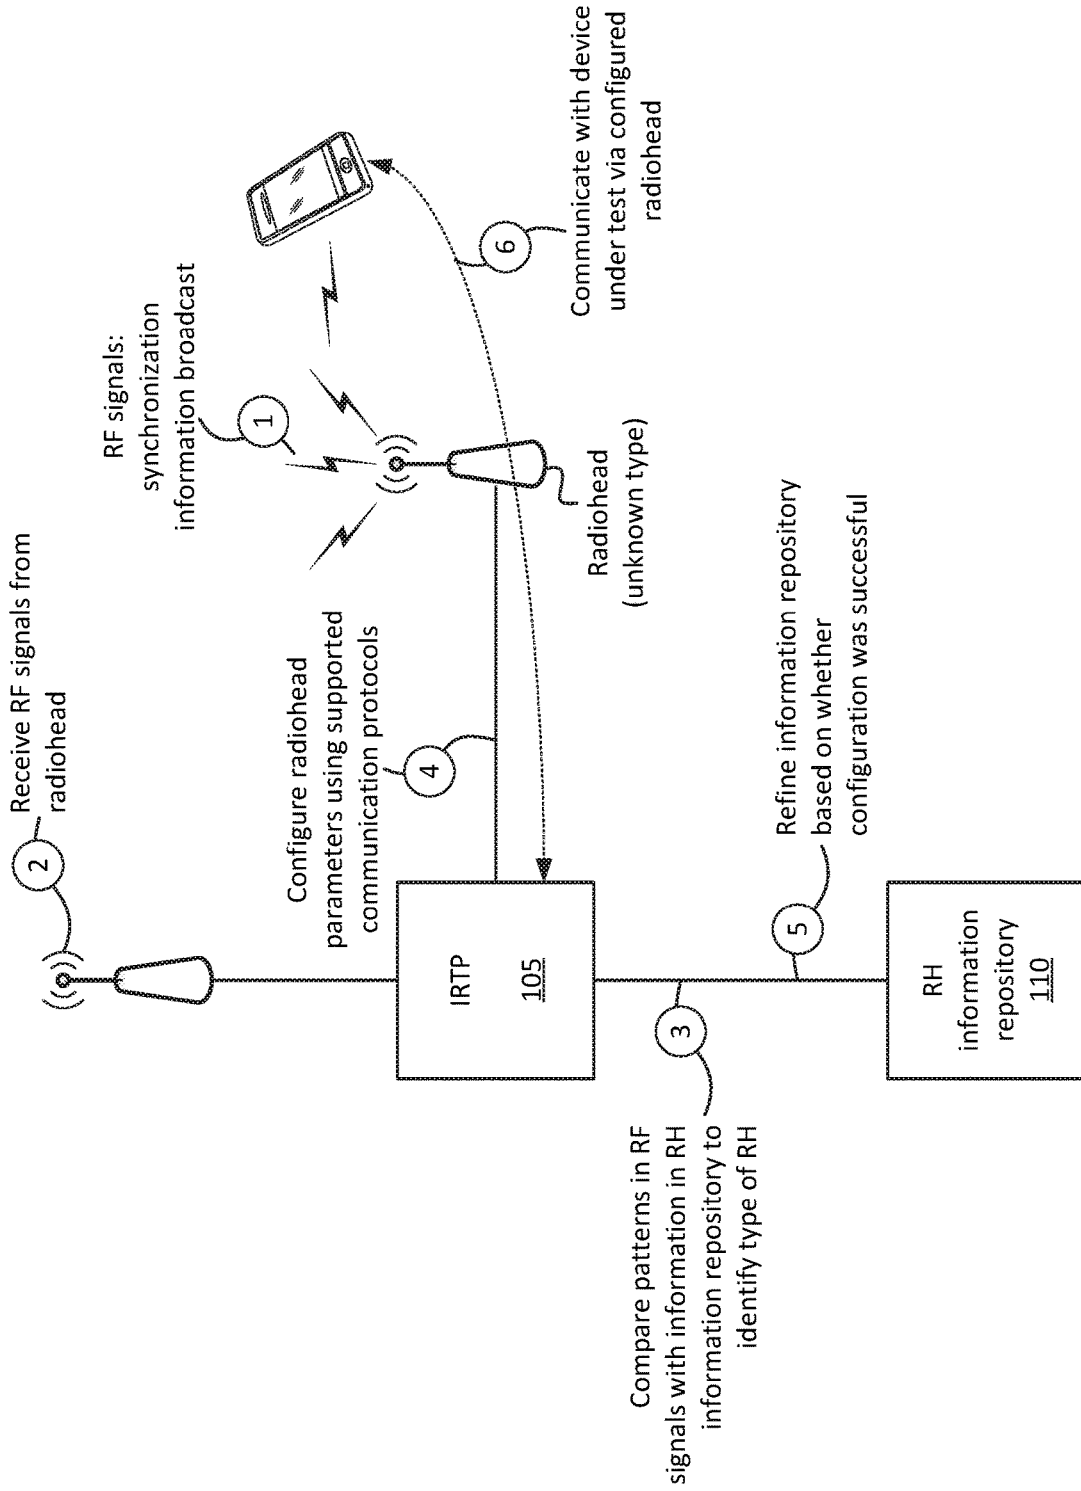 2
Receive RF signals from
radiohead
RF signals:
synchronization
information broadcast
1
Configure radiohead
parameters using supported
communication protocols
4
Radiohead
(unknown type)
6
Communicate with device
under test via configured
radiohead
IRTP
105
3
Compare patterns in RF
signals with information in RH
information repository to
identify type of RH
5
Refine information repository
based on whether
configuration was successful
RH
information
repository
110